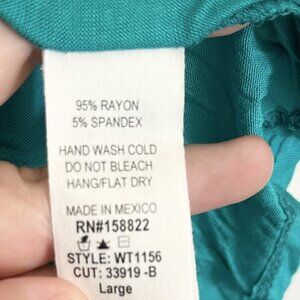 95% RAYON
5% SPANDEX
HAND WASH COLD
DO NOT BLEACH
HANG/FLAT DRY
MADE IN MEXICO
RN#158822
STYLE: WT1156
CUT: 33919 -B
Large